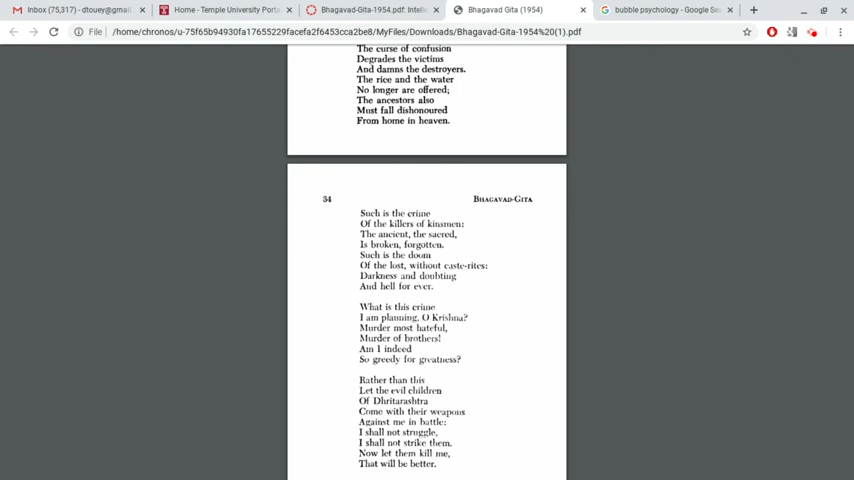 Inbox (75,317) - dtouey@gmail.
Home - Temple University Porta
Bhagavad-Gita-1954.pdf: Intelle
Bhagavad Gita (1954)
bubble psychology - Google Sea
File
/home/chronos/u-75f65b94930fa17655229facefa2f6453cca2be8/MyFiles/Downloads/Bhagavad-Gita-1954%20(1).pdf
The curse of confusion
Degrades the victims
And damns the destroyers.
The rice and the water
No longer are offered;
The ancestors also
Must fall dishonoured
From home in heaven.
34 BHAGAVAD-GITA
Such is the crime
Of the killers of kinsmen:
The ancient, the sacred,
Is broken, forgotten.
Such is the doom
Of the lost, without caste-rites:
Darkness and doubting
And hell for ever.
What is this crime
I am planning, O Krishna?
Murder most hateful,
Murder of brothers!
Am I indeed
So greedy for greatness?
Rather than this
Let the evil children
Of Dhritarashtra
Come with their weapons
Against me in battle:
I shall not struggle,
I shall not strike them.
Now let them kill me,
That will be better.